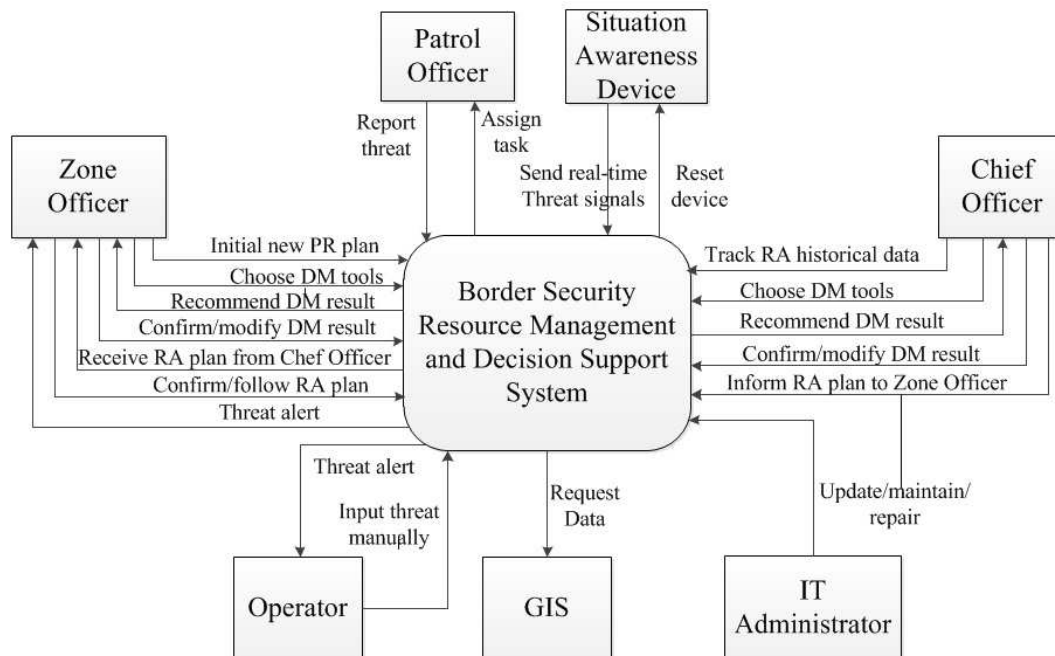 Patrol
Officer
Situation
Awareness
Device
Zone
Officer
Chief
Officer
Report
threat
Assign
task
Send real-time
Threat signals
Reset
device
Initial new PR plan
Choose DM tools
Recommend DM result
Confirm/modify DM result
Receive RA plan from Chef Officer
Confirm/follow RA plan
Threat alert
Border Security
Resource Management
and Decision Support
System
Track RA historical data
Choose DM tools
Recommend DM result
Confirm/modify DM result
Inform RA plan to Zone Officer
Threat alert
Input threat
manually
Request
Data
Update/maintain/
repair
Operator
GIS
IT
Administrator